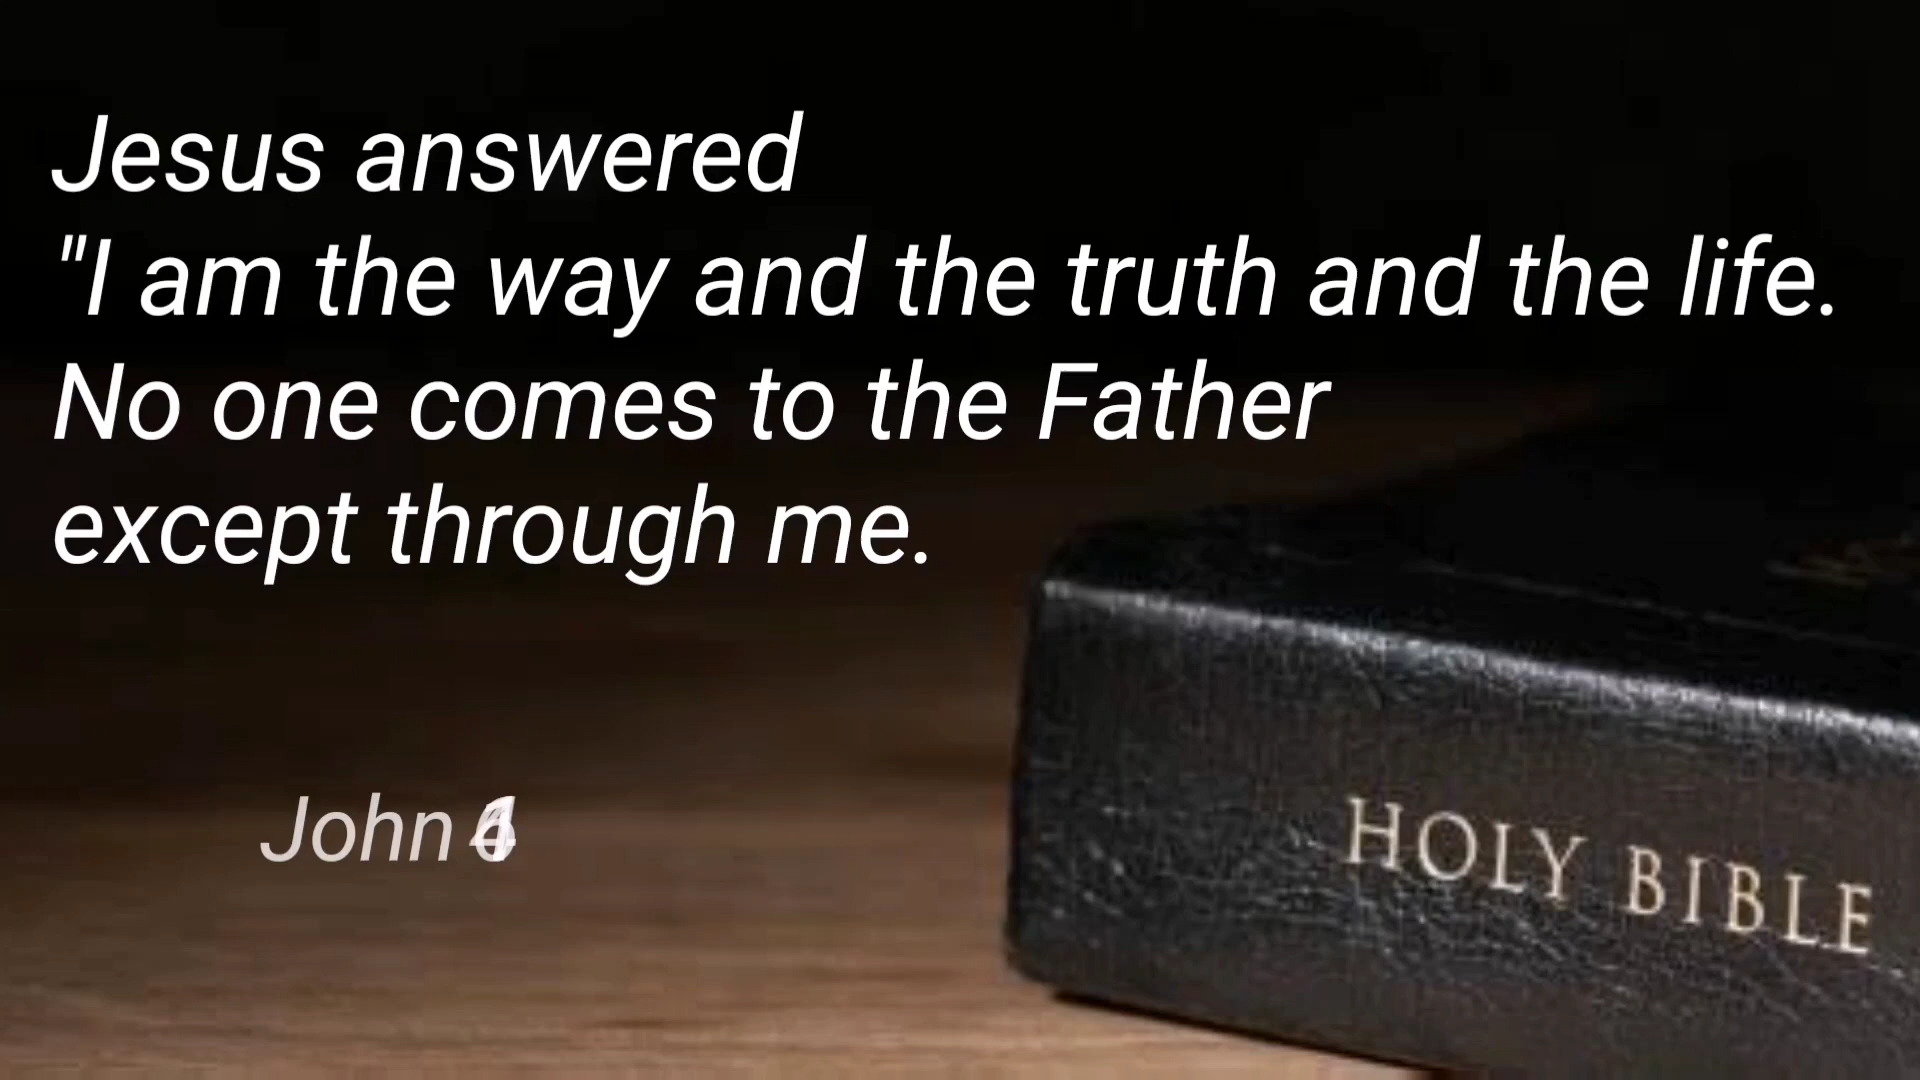 Jesus answered
"I am the way and the truth and the life.
No one comes to the Father
except through me.
John
HOLY BIBLE